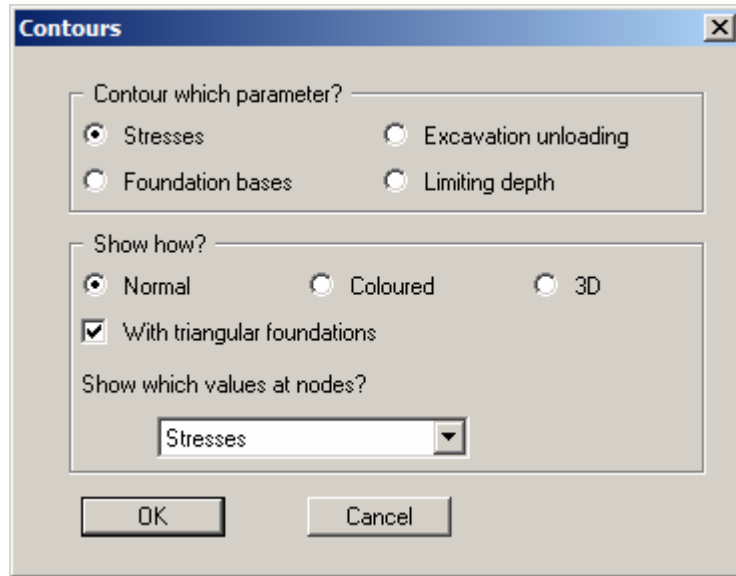 Contours
Contour which parameter?
Stresses Excavation unloading
Foundation bases Limiting depth
Show how?
Normal Coloured 3D
With triangular foundations
Show which values at nodes?
Stresses
OK Cancel